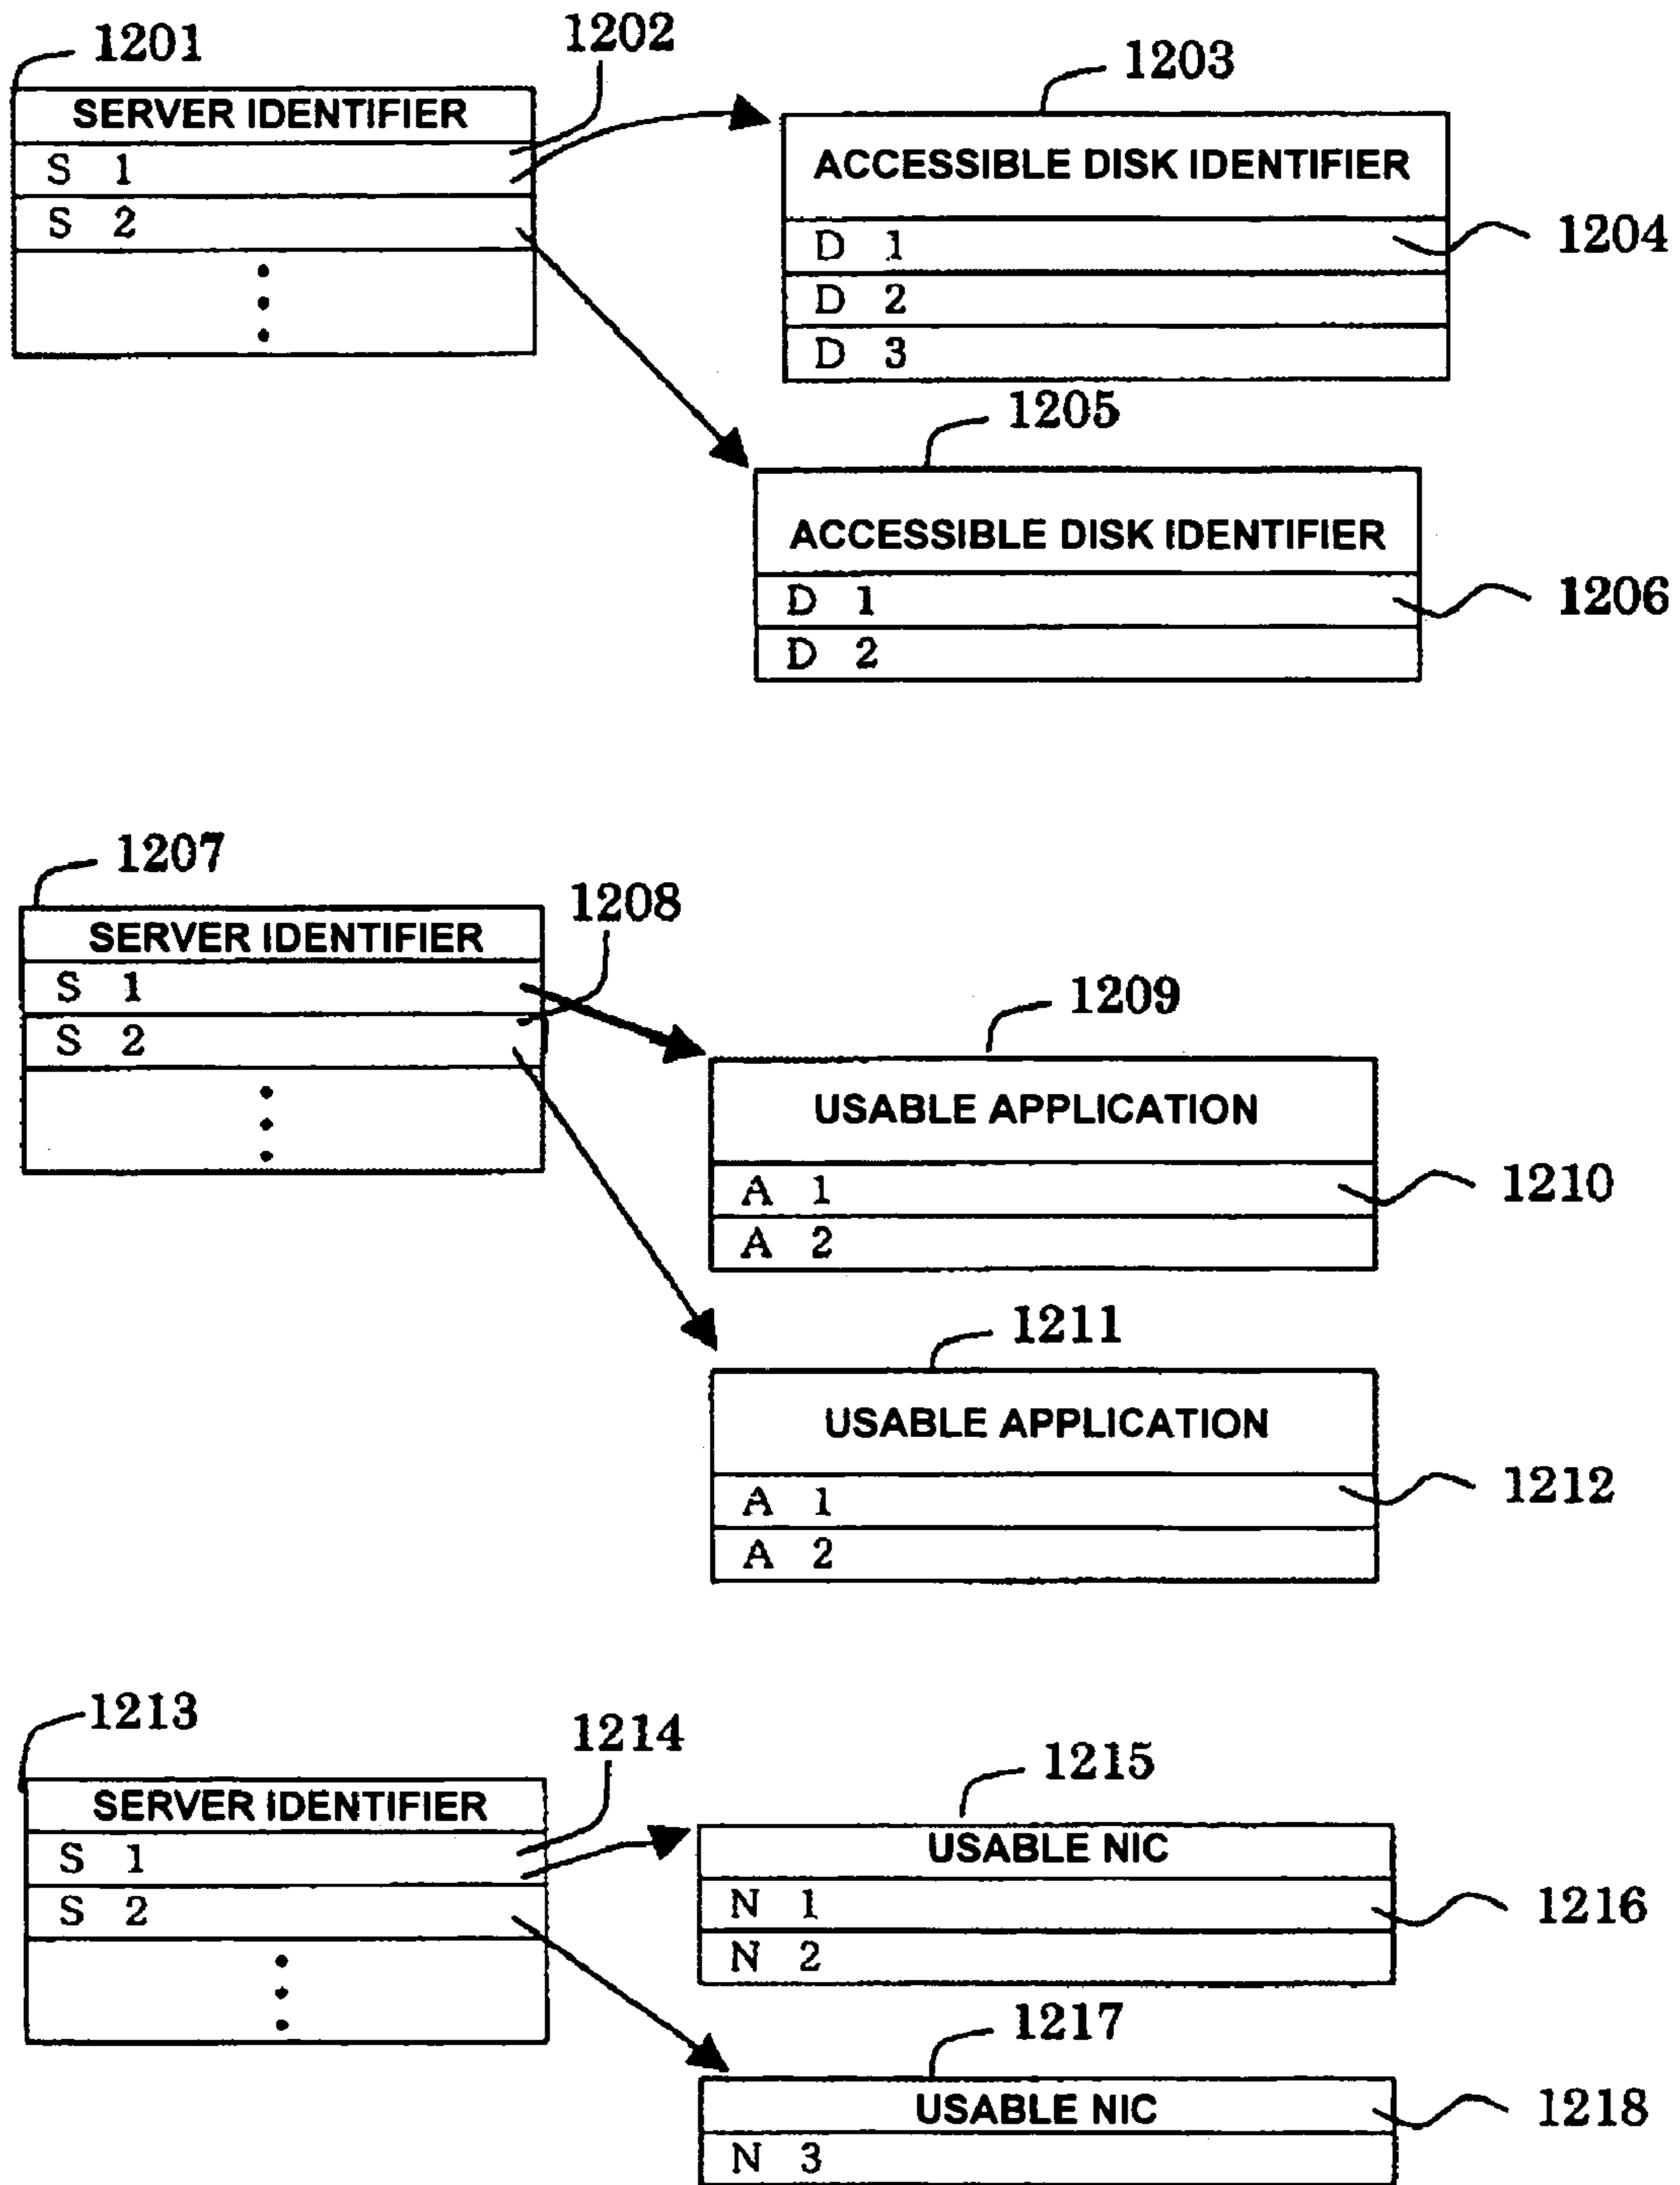 1201
1202
1203
SERVER IDENTIFIER
S 1
S 2
ACCESSIBLE DISK IDENTIFIER
D 1
1204
D 2
D 3
1205
ACCESSIBLE DISK IDENTIFIER
D 1
1206
D 2
1207
1208
SERVER IDENTIFIER
S 1
S 2
1209
USABLE APPLICATION
A 1
1210
A 2
1211
USABLE APPLICATION
A 1
1212
A 2
1213
1214
SERVER IDENTIFIER
S 1
S 2
1215
USABLE NIC
N 1
1216
N 2
1217
USABLE NIC
1218
N 3